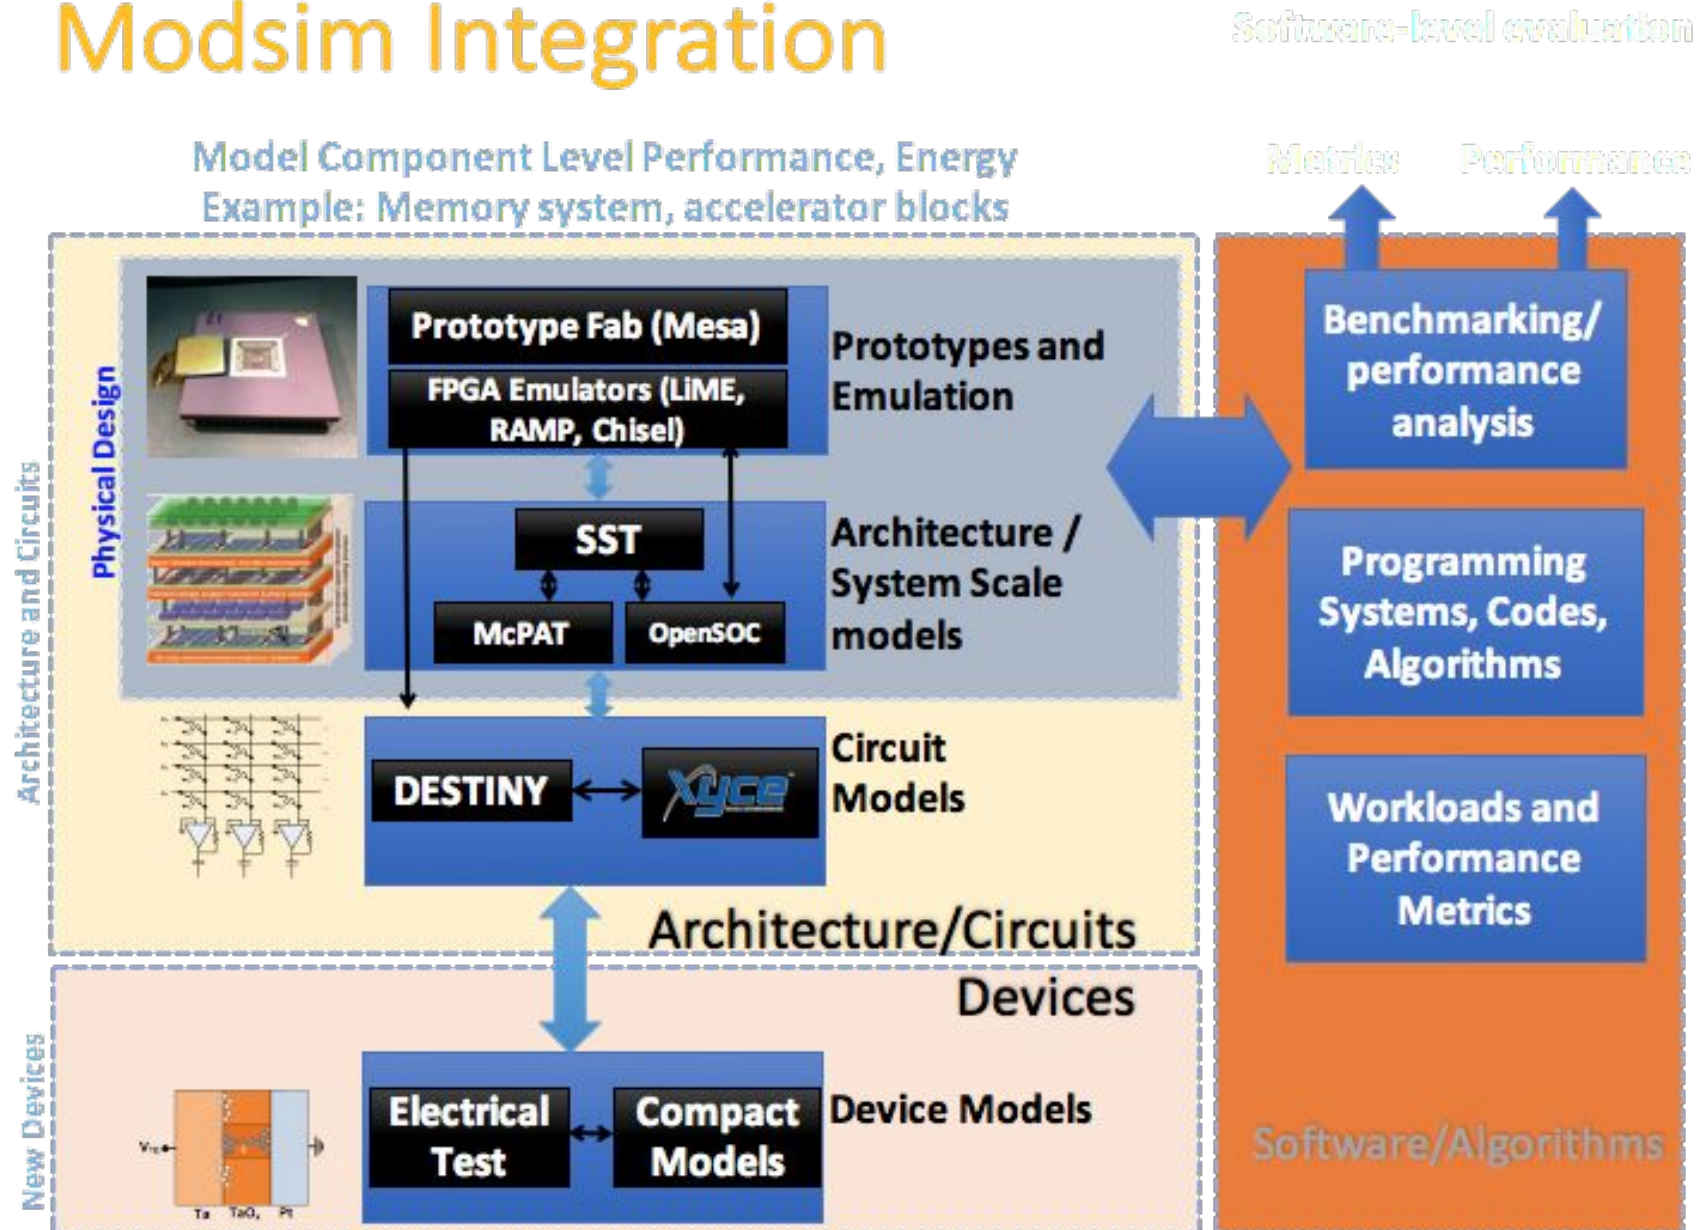 Modsim Integration
Software-level evaluation
Model Component Level Performance, Energy
Example: Memory system, accelerator blocks
Metrics
Performance
Architecture and Circuits
Physical Design
Prototype Fab (Mesa)
FPGA Emulators (LiME,
RAMP, Chisel)
Prototypes and
Emulation
SST
McPAT
OpenSOC
Architecture /
System Scale
models
DESTINY
Xyce
Circuit
Models
Architecture/Circuits
Devices
New Devices
Electrical
Test
Compact
Models
Device Models
Ta
TaOx
Pt
Benchmarking/
performance
analysis
Programming
Systems, Codes,
Algorithms
Workloads and
Performance
Metrics
Software/Algorithms